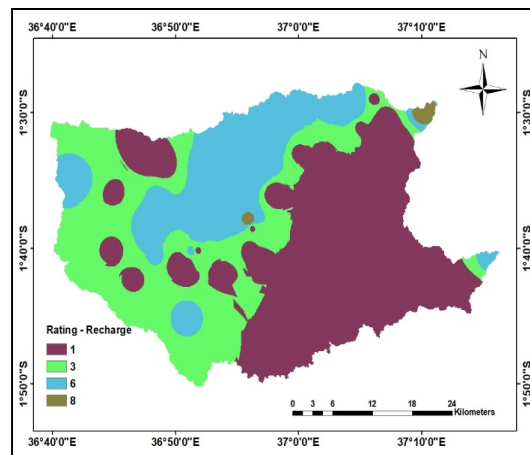 36°40'0"E 36°50'0"E 37°0'0"E 37°10'0"E
N
1°30'0"S 1°30'0"S
1°40'0"S 1°40'0"S
1°50'0"S 1°50'0"S
Rating - Recharge
1
3
6
8
0 1 3 6 12 18 24
Kilometers
36°40'0"E 36°50'0"E 37°0'0"E 37°10'0"E